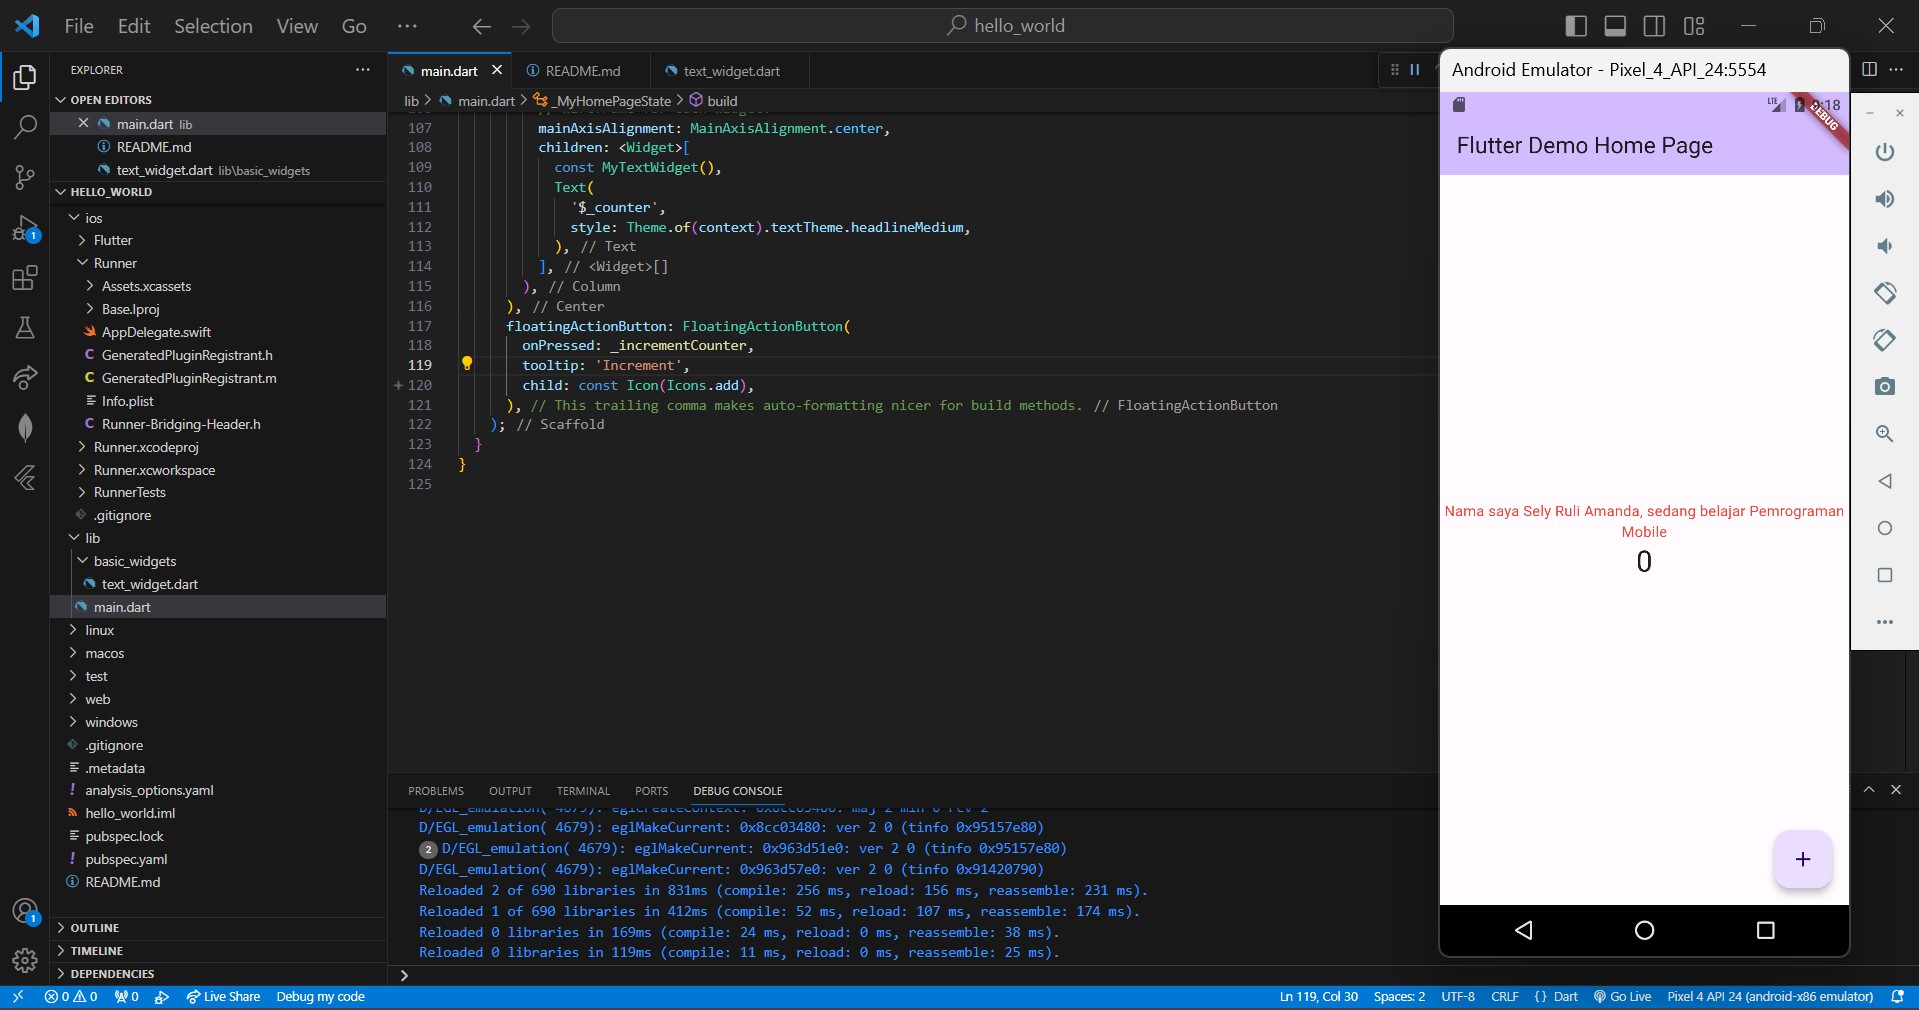 File Edit Selection View Go ··· hello_world
EXPLORER
OPEN EDITORS
main.dart lib
README.md
text_widget.dart lib\basic_widgets
HELLO_WORLD
ios
Flutter
Runner
Assets.xcassets
Base.lproj
AppDelegate.swift
GeneratedPluginRegistrant.h
GeneratedPluginRegistrant.m
Info.plist
Runner-Bridging-Header.h
Runner.xcodeproj
Runner.xcworkspace
RunnerTests
.gitignore
lib
basic_widgets
text_widget.dart
main.dart
linux
macos
test
web
windows
.gitignore
.metadata
analysis_options.yaml
hello_world.iml
pubspec.lock
pubspec.yaml
README.md
OUTLINE
TIMELINE
DEPENDENCIES
1
1
main.dart README.md text_widget.dart
lib > main.dart > _MyHomePageState > build
107 mainAxisAlignment: MainAxisAlignment.center,
108 children: <Widget>[
109 const MyTextWidget(),
110 Text(
111 '$_counter',
112 style: Theme.of(context).textTheme.headlineMedium,
113 ), // Text
114 ], // <Widget>[]
115 ), // Column
116 ), // Center
117 floatingActionButton: FloatingActionButton(
118 onPressed: _incrementCounter,
119 tooltip: 'Increment',
120 child: const Icon(Icons.add),
121 ), // This trailing comma makes auto-formatting nicer for build methods. // FloatingActionButton
122 ); // Scaffold
123 }
124 }
125
PROBLEMS OUTPUT TERMINAL PORTS DEBUG CONSOLE
D/EGL_emulation( 4679): eglCreateContext: 0x8cc03480: maj 2 min 0 rcv 2
D/EGL_emulation( 4679): eglMakeCurrent: 0x8cc03480: ver 2 0 (tinfo 0x95157e80)
2 D/EGL_emulation( 4679): eglMakeCurrent: 0x963d51e0: ver 2 0 (tinfo 0x95157e80)
D/EGL_emulation( 4679): eglMakeCurrent: 0x963d57e0: ver 2 0 (tinfo 0x91420790)
Reloaded 2 of 690 libraries in 831ms (compile: 256 ms, reload: 156 ms, reassemble: 231 ms).
Reloaded 1 of 690 libraries in 412ms (compile: 52 ms, reload: 107 ms, reassemble: 174 ms).
Reloaded 0 libraries in 169ms (compile: 24 ms, reload: 0 ms, reassemble: 38 ms).
Reloaded 0 libraries in 119ms (compile: 11 ms, reload: 0 ms, reassemble: 25 ms).
Android Emulator - Pixel_4_API_24:5554
LTE
DEBUG
Flutter Demo Home Page
Nama saya Sely Ruli Amanda, sedang belajar Pemrograman
Mobile
0
+
0 0 0 Live Share Debug my code Ln 119, Col 30 Spaces: 2 UTF-8 CRLF {} Dart Go Live Pixel 4 API 24 (android-x86 emulator)